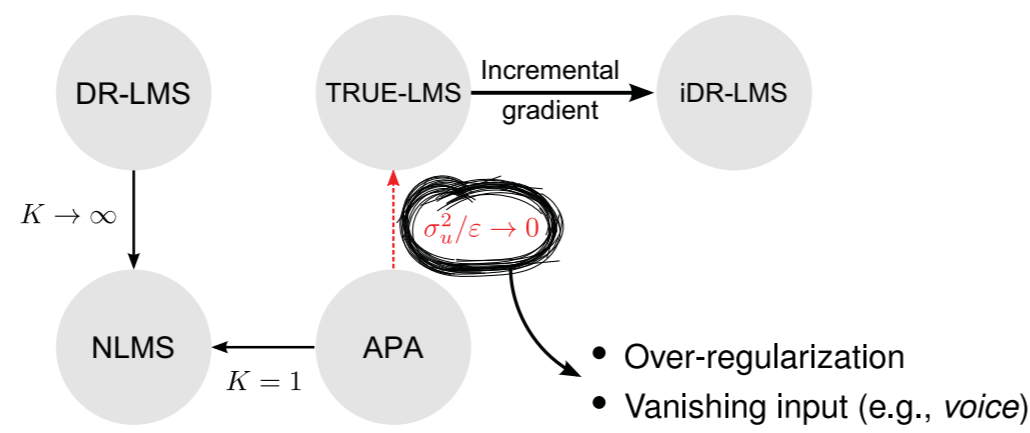 DR-LMS
TRUE-LMS
Incremental
gradient
iDR-LMS
K → ∞
σ_u^2/ε → 0
NLMS
K = 1
APA
• Over-regularization
• Vanishing input (e.g., voice)